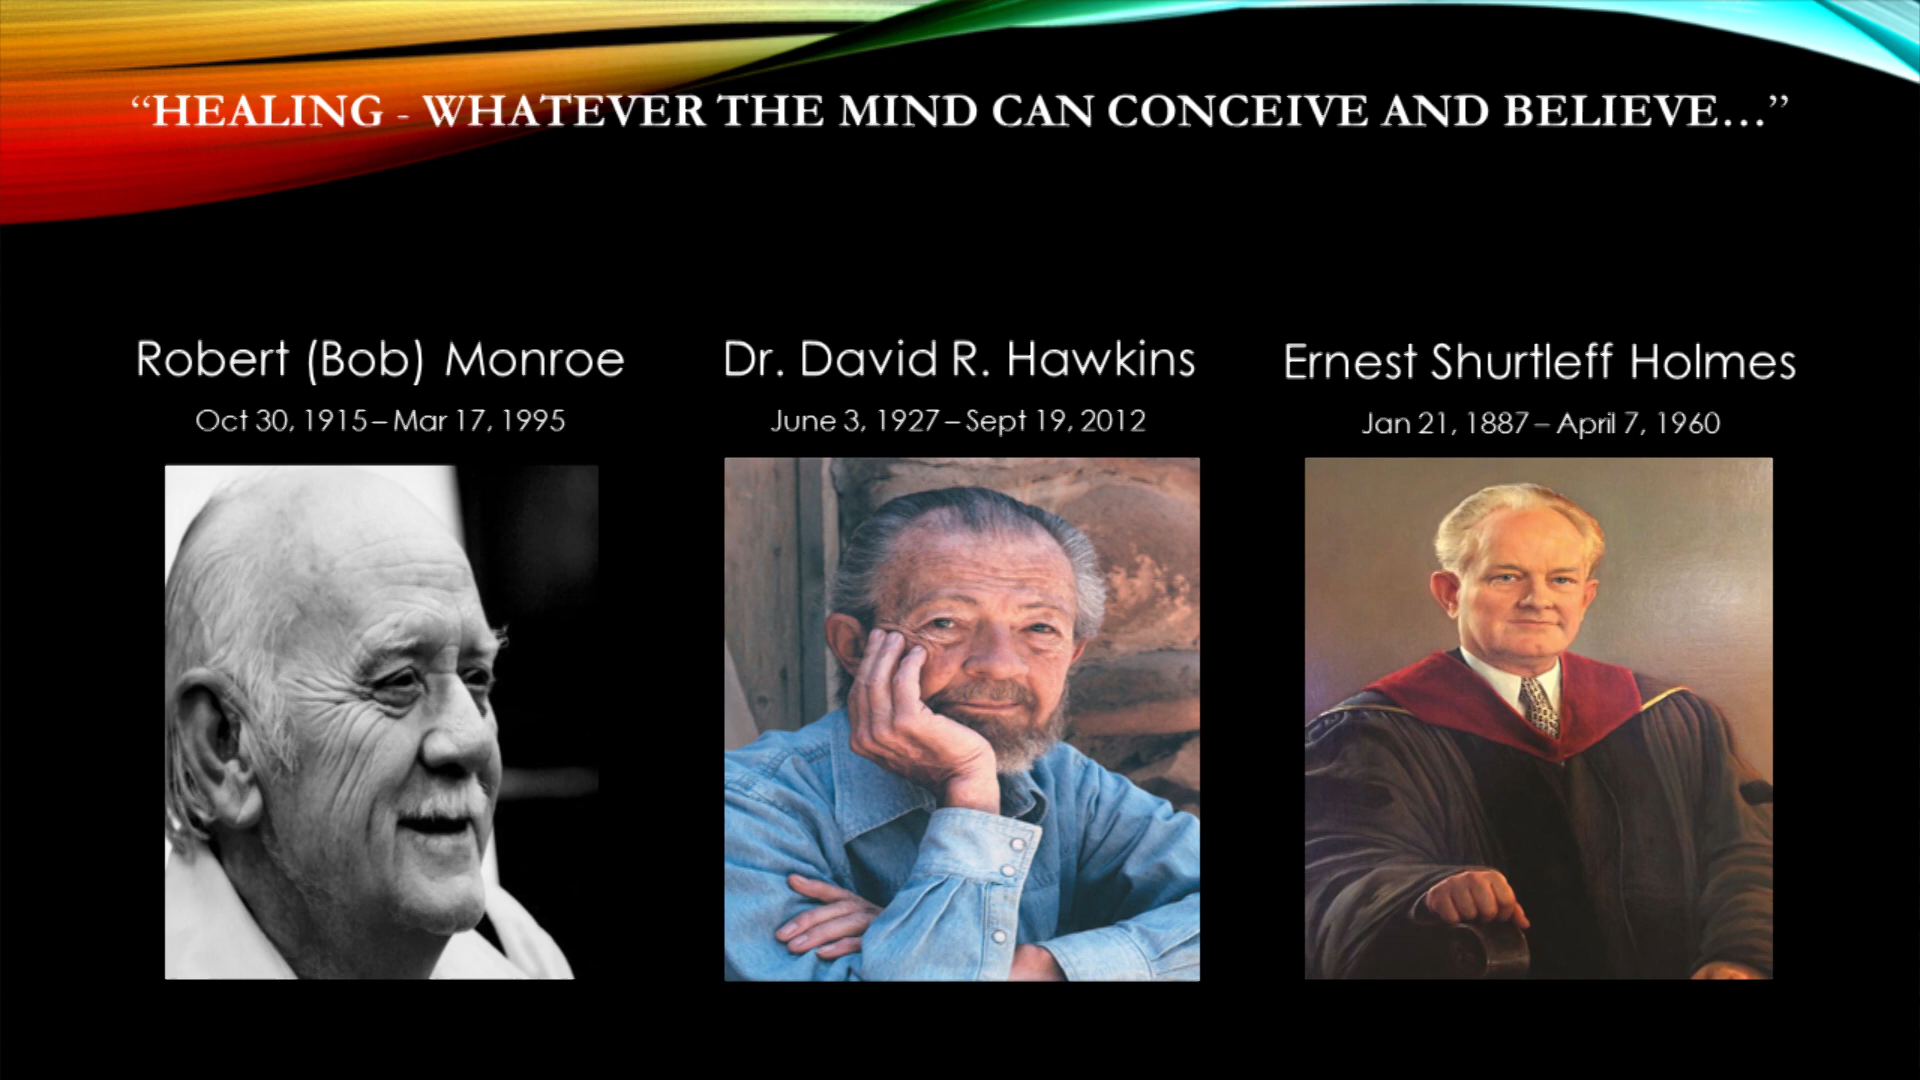 “HEALING - WHATEVER THE MIND CAN CONCEIVE AND BELIEVE…”
Robert (Bob) Monroe
Oct 30, 1915 – Mar 17, 1995
Dr. David R. Hawkins
June 3, 1927 – Sept 19, 2012
Ernest Shurtleff Holmes
Jan 21, 1887 – April 7, 1960